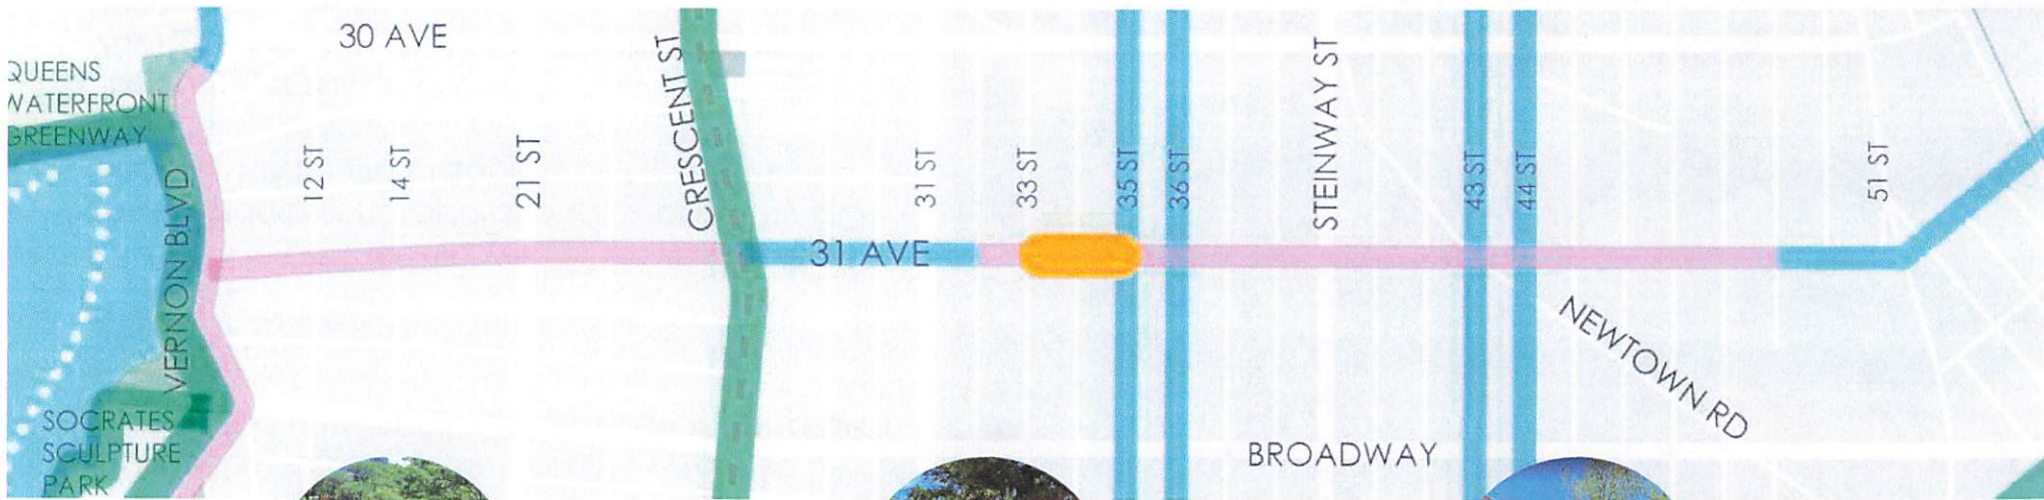 30 AVE
QUEENS
WATERFRONT
GREENWAY
VERNON BLVD
12 ST
14 ST
21 ST
CRESCENT ST
31 ST
33 ST
35 ST
36 ST
STEINWAY ST
43 ST
44 ST
51 ST
31 AVE
NEWTOWN RD
BROADWAY
SOCRATES
SCULPTURE
PARK